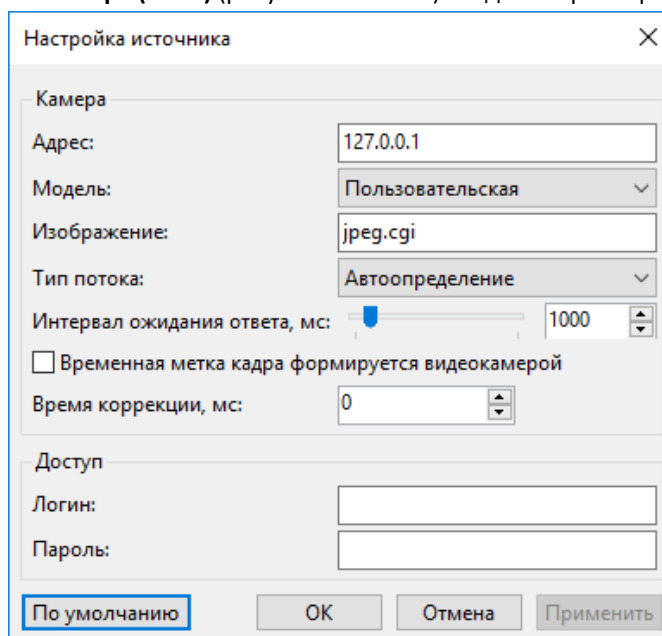 Настройка источника
Камера
Адрес: 127.0.0.1
Модель: Пользовательская
Изображение: jpeg.cgi
Тип потока: Автоопределение
Интервал ожидания ответа, мс: 1000
Временная метка кадра формируется видеокамерой
Время коррекции, мс: 0
Доступ
Логин:
Пароль:
По умолчанию OK Отмена Применить